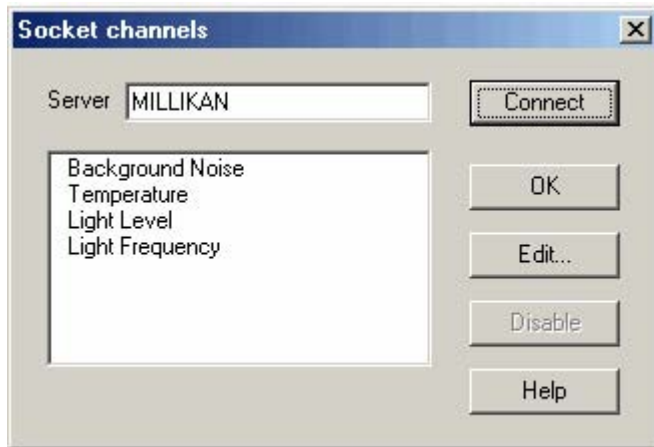 Socket channels
Server MILLIKAN
Connect
Background Noise
Temperature
Light Level
Light Frequency
OK
Edit...
Disable
Help